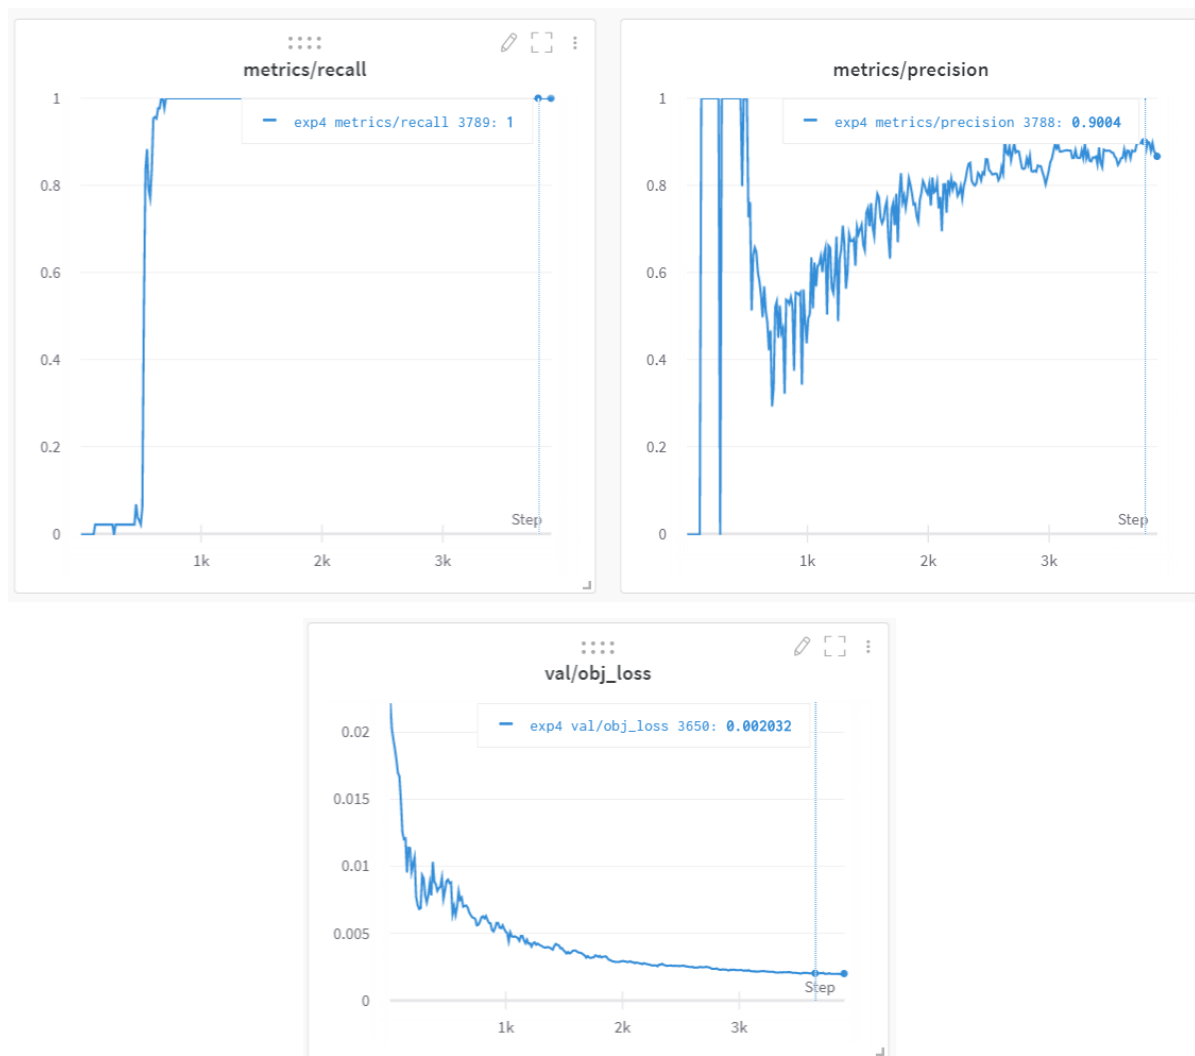 metrics/recall
1
exp4 metrics/recall 3789: 1
0.8
0.6
0.4
0.2
0
Step
1k
2k
3k
metrics/precision
1
exp4 metrics/precision 3788: 0.9004
0.8
0.6
0.4
0.2
0
Step
1k
2k
3k
val/obj_loss
exp4 val/obj_loss 3650: 0.002032
0.02
0.015
0.01
0.005
0
Step
1k
2k
3k